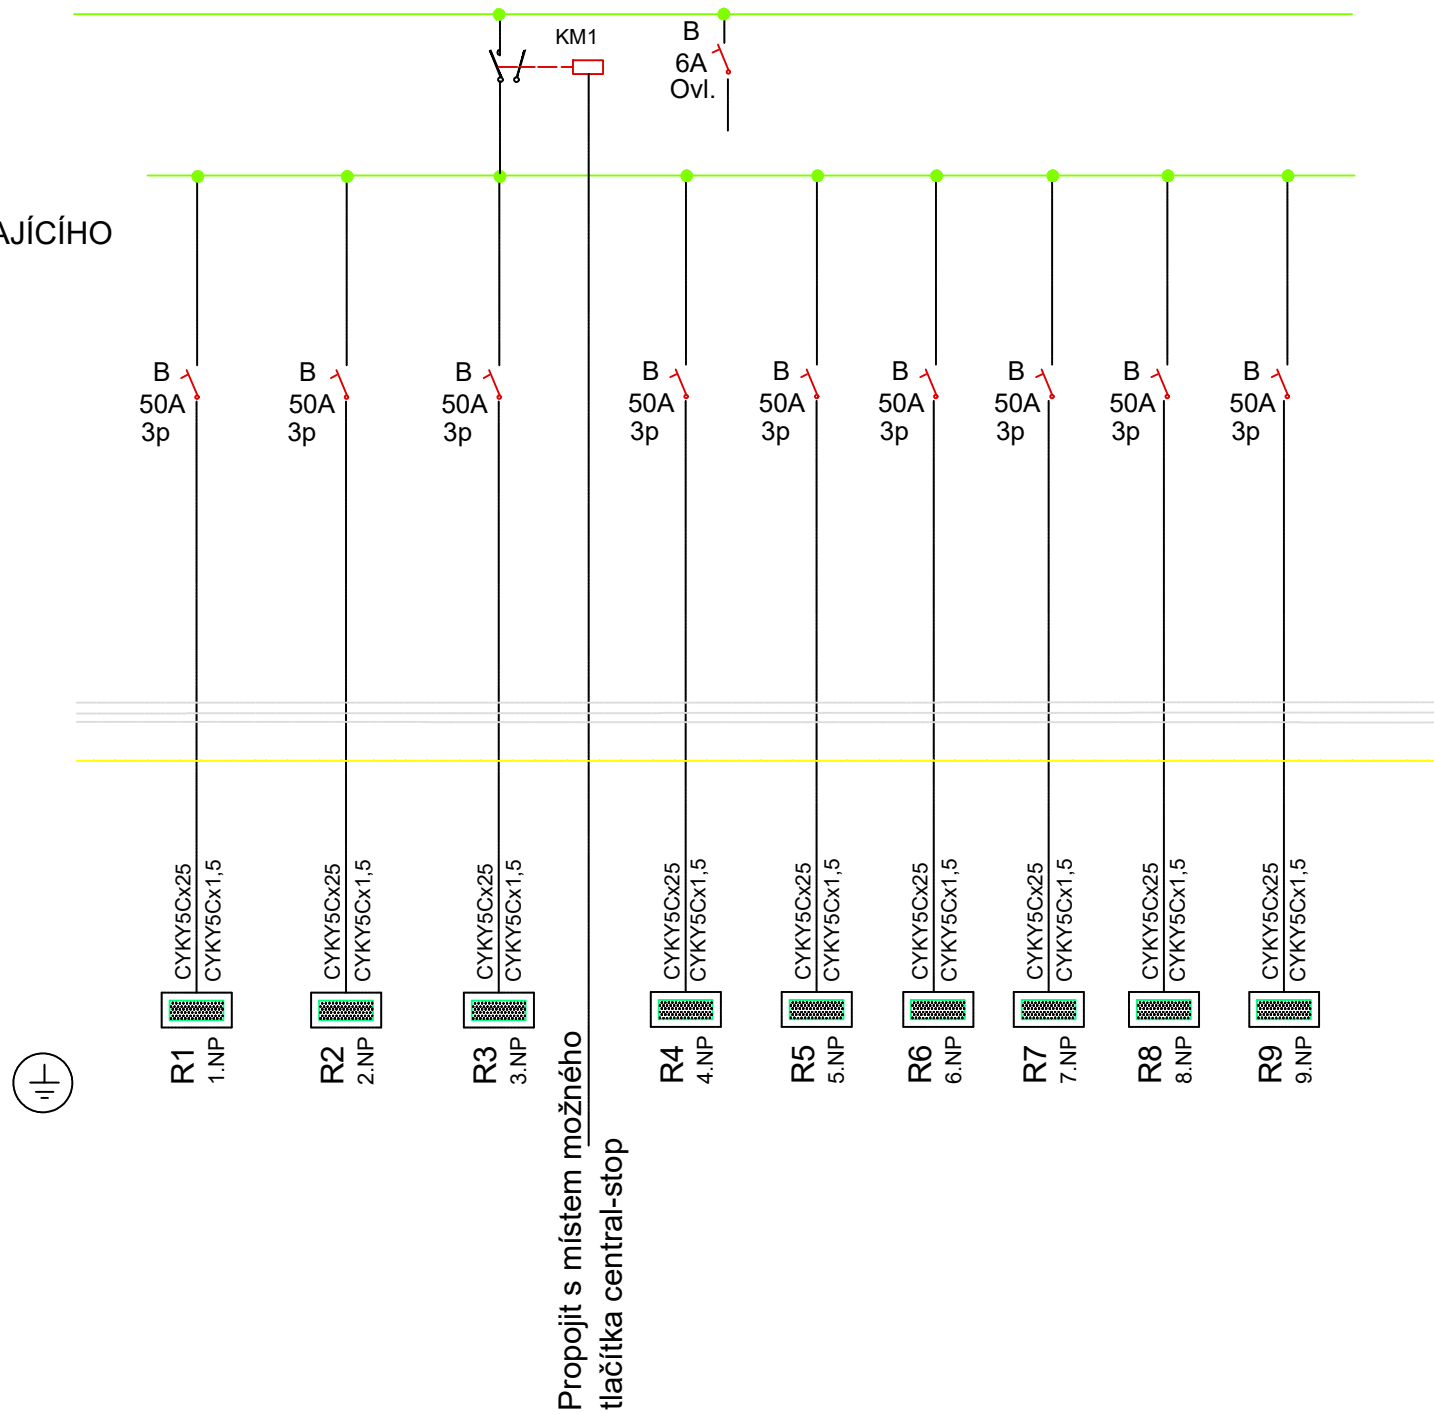 KM1
B
6A
Ovl.
AJÍCÍHO
B
50A
3p
B
50A
3p
B
50A
3p
B
50A
3p
B
50A
3p
B
50A
3p
B
50A
3p
B
50A
3p
B
50A
3p
CYKY5Cx25
CYKY5Cx1,5
CYKY5Cx25
CYKY5Cx1,5
CYKY5Cx25
CYKY5Cx1,5
CYKY5Cx25
CYKY5Cx1,5
CYKY5Cx25
CYKY5Cx1,5
CYKY5Cx25
CYKY5Cx1,5
CYKY5Cx25
CYKY5Cx1,5
CYKY5Cx25
CYKY5Cx1,5
CYKY5Cx25
CYKY5Cx1,5
R1
1.NP
R2
2.NP
R3
3.NP
R4
4.NP
R5
5.NP
R6
6.NP
R7
7.NP
R8
8.NP
R9
9.NP
Propojit s místem možného
tlačítka central-stop